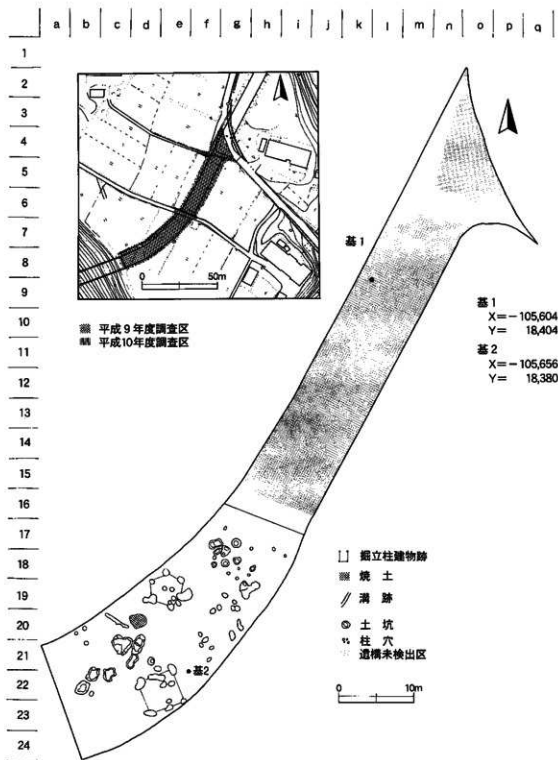 a b c d e f g h i j k l m n o p q
1
2
3
4
5
6
7
8
9
10
11
12
13
14
15
16
17
18
19
20
21
22
23
24
0 50m
平成9年度調査区
平成10年度調査区
基1
基1
X=-105,604
Y= 18,404
基2
X=-105,656
Y= 18,380
掘立柱建物跡
焼 土
溝 跡
土 坑
柱 穴
遺構未検出区
0 10m
基2